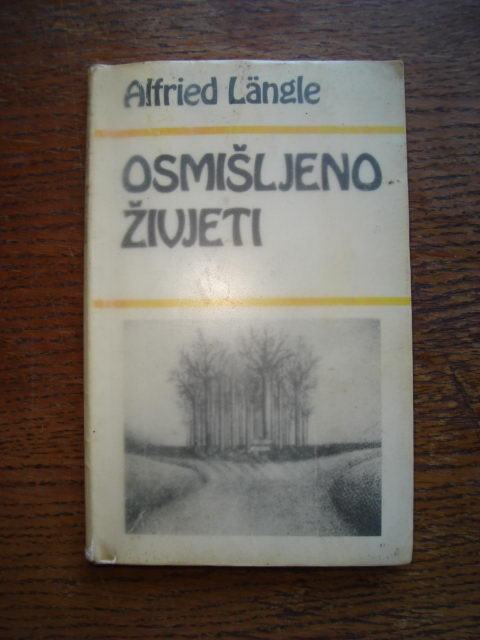 Alfried Längle
OSMIŠLJENO
ŽIVJETI